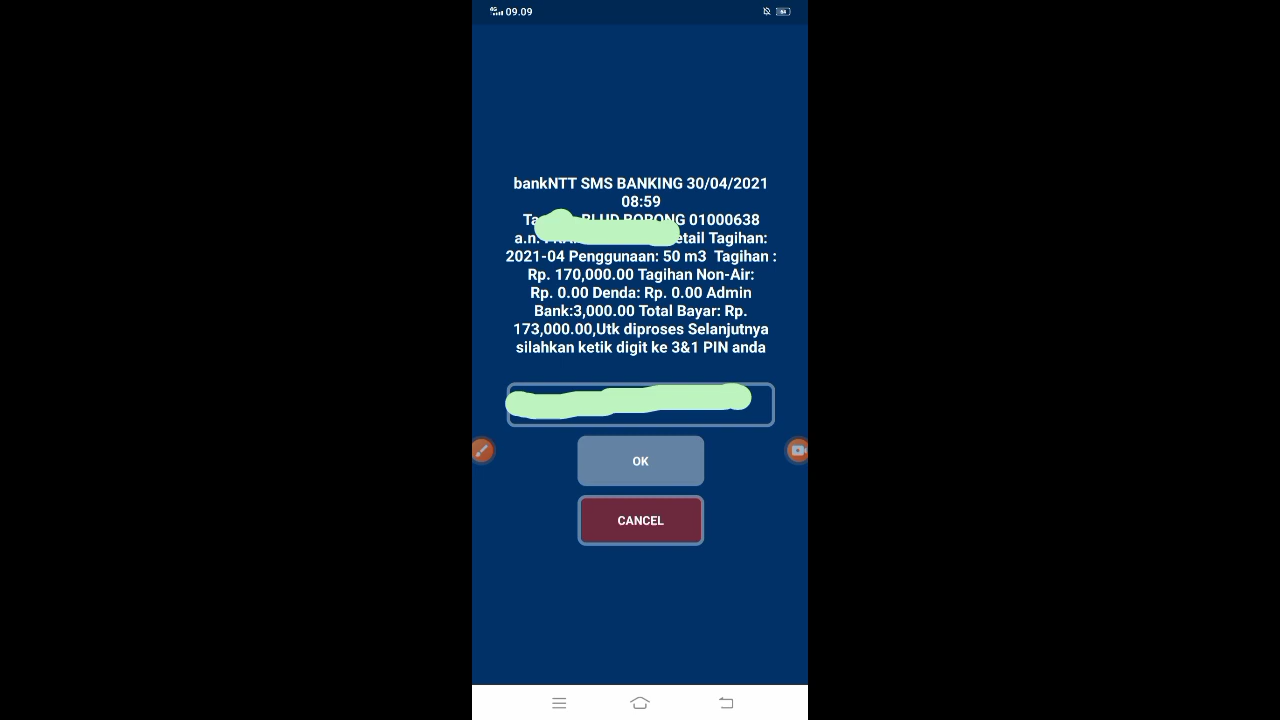 4G 09.09
bankNTT SMS BANKING 30/04/2021
08:59
BLUD BORONG 01000638
a.n. Detail Tagihan:
2021-04 Penggunaan: 50 m3 Tagihan :
Rp. 170,000.00 Tagihan Non-Air:
Rp. 0.00 Denda: Rp. 0.00 Admin
Bank:3,000.00 Total Bayar: Rp.
173,000.00,Utk diproses Selanjutnya
silahkan ketik digit ke 3&1 PIN anda
OK
CANCEL